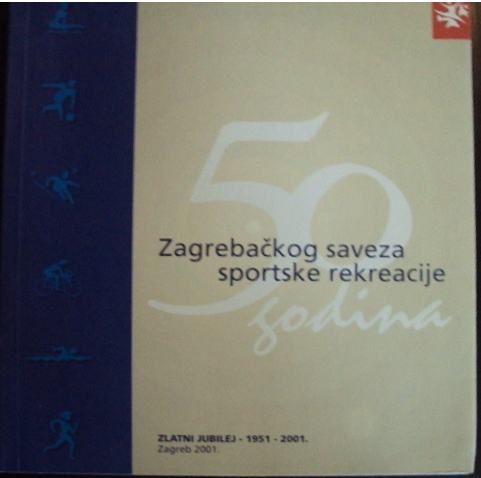 50
Zagrebačkog saveza
sportske rekreacije
godina
ZLATNI JUBILEJ - 1951 - 2001.
Zagreb 2001.